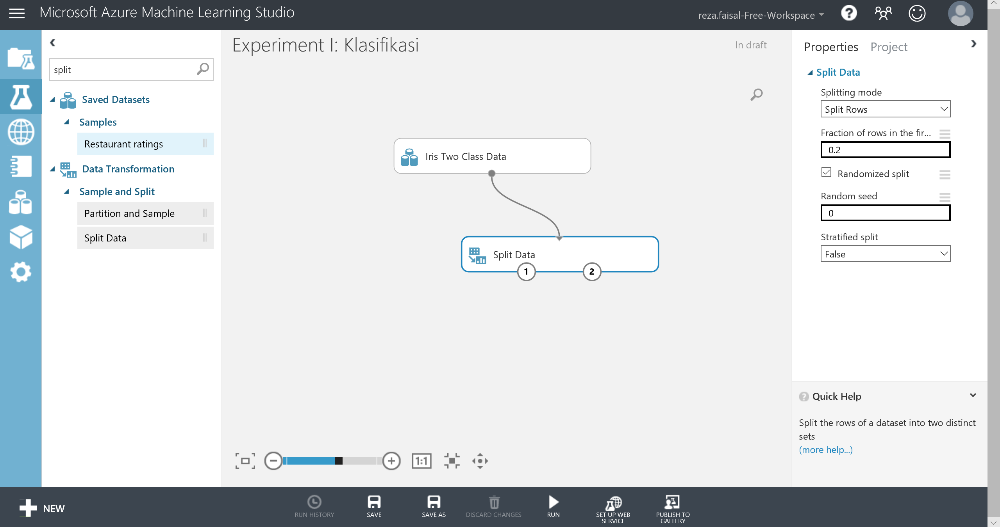 Microsoft Azure Machine Learning Studio
reza.faisal-Free-Workspace
?
split
Saved Datasets
Samples
Restaurant ratings
Data Transformation
Sample and Split
Partition and Sample
Split Data
Experiment I: Klasifikasi
In draft
Iris Two Class Data
Split Data
1
2
1:1
Properties
Project
Split Data
Splitting mode
Split Rows
Fraction of rows in the fir...
0.2
Randomized split
Random seed
0
Stratified split
False
? Quick Help
Split the rows of a dataset into two distinct
sets
(more help...)
NEW
RUN HISTORY
SAVE
SAVE AS
DISCARD CHANGES
RUN
SET UP WEB
SERVICE
PUBLISH TO
GALLERY